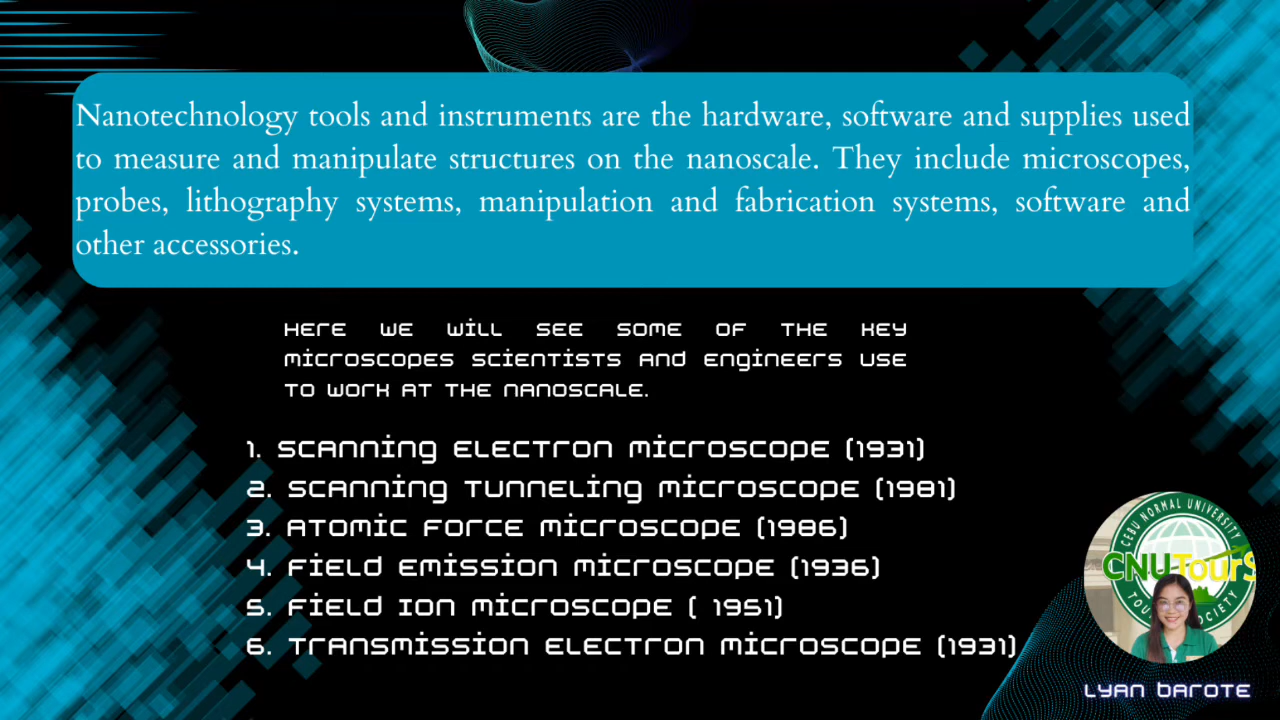 Nanotechnology tools and instruments are the hardware, software and supplies used
to measure and manipulate structures on the nanoscale. They include microscopes,
probes, lithography systems, manipulation and fabrication systems, software and
other accessories.
HERE WE WILL SEE SOME OF THE KEY
MICROSCOPES SCIENTISTS AND ENGINEERS USE
TO WORK AT THE NANOSCALE.
1. SCANNING ELECTRON MICROSCOPE (1931)
2. SCANNING TUNNELING MICROSCOPE (1981)
3. ATOMIC FORCE MICROSCOPE (1986)
4. FIELD EMISSION MICROSCOPE (1936)
5. FIELD ION MICROSCOPE ( 1951)
6. TRANSMISSION ELECTRON MICROSCOPE (1931)
CEBU NORMAL UNIVERSITY
CNUTourS
LYAN BAROTE